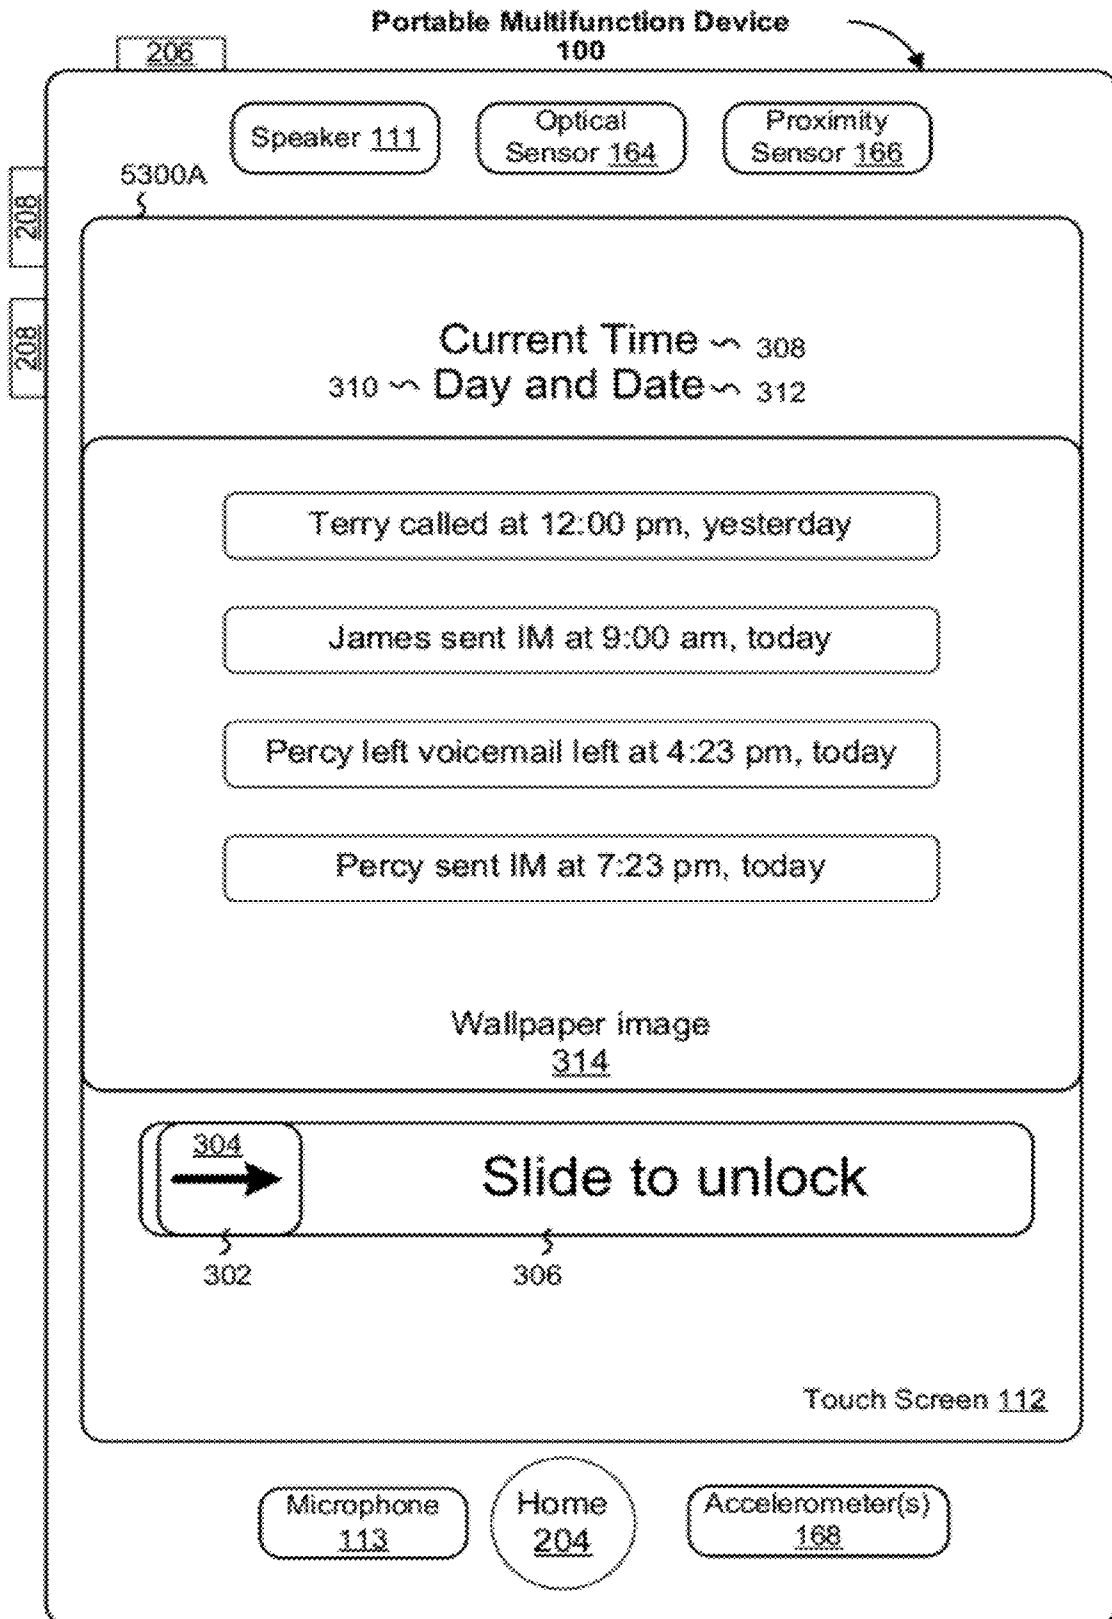 Portable Multifunction Device
100
206
Speaker 111
Optical
Sensor 164
Proximity
Sensor 166
5300A
208
208
Current Time 308
310 Day and Date 312
Terry called at 12:00 pm, yesterday
James sent IM at 9:00 am, today
Percy left voicemail left at 4:23 pm, today
Percy sent IM at 7:23 pm, today
Wallpaper image
314
304
Slide to unlock
302
306
Touch Screen 112
Microphone
113
Home
204
Accelerometer(s)
168